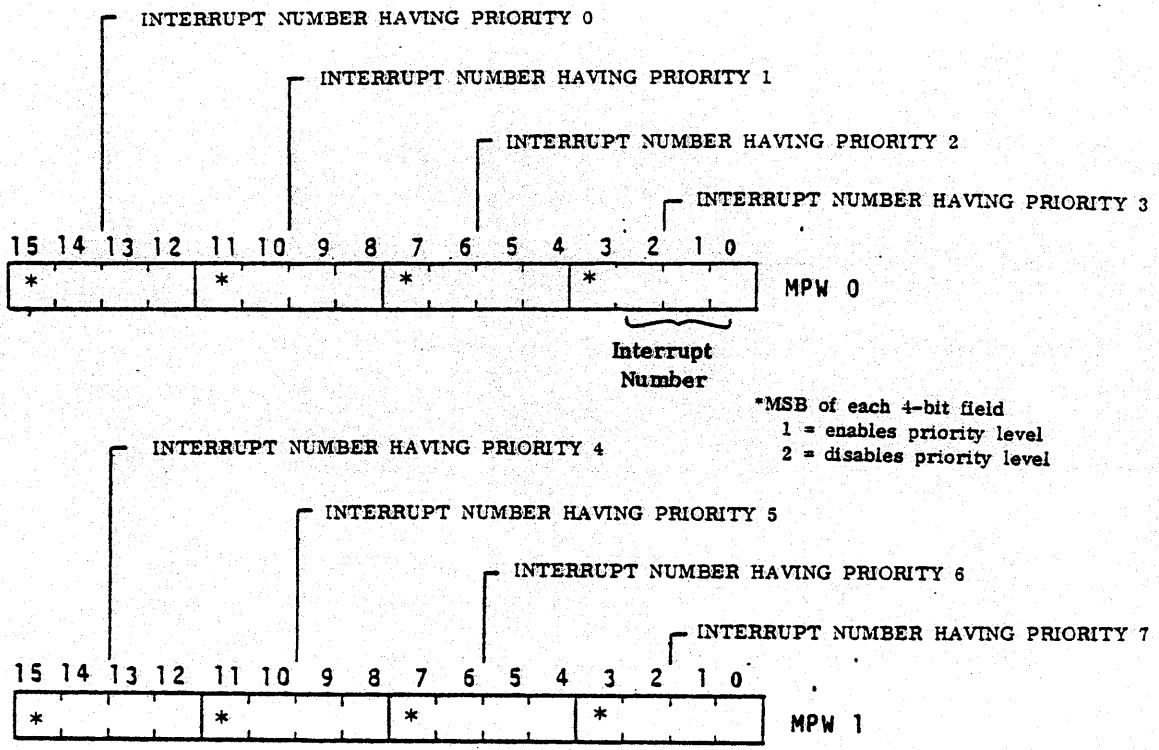 INTERRUPT NUMBER HAVING PRIORITY 0
INTERRUPT NUMBER HAVING PRIORITY 1
INTERRUPT NUMBER HAVING PRIORITY 2
INTERRUPT NUMBER HAVING PRIORITY 3
15 14 13 12 11 10 9 8 7 6 5 4 3 2 1 0
* * * * MPW 0
Interrupt
Number
*MSB of each 4-bit field
1 = enables priority level
2 = disables priority level
INTERRUPT NUMBER HAVING PRIORITY 4
INTERRUPT NUMBER HAVING PRIORITY 5
INTERRUPT NUMBER HAVING PRIORITY 6
INTERRUPT NUMBER HAVING PRIORITY 7
15 14 13 12 11 10 9 8 7 6 5 4 3 2 1 0
* * * * MPW 1